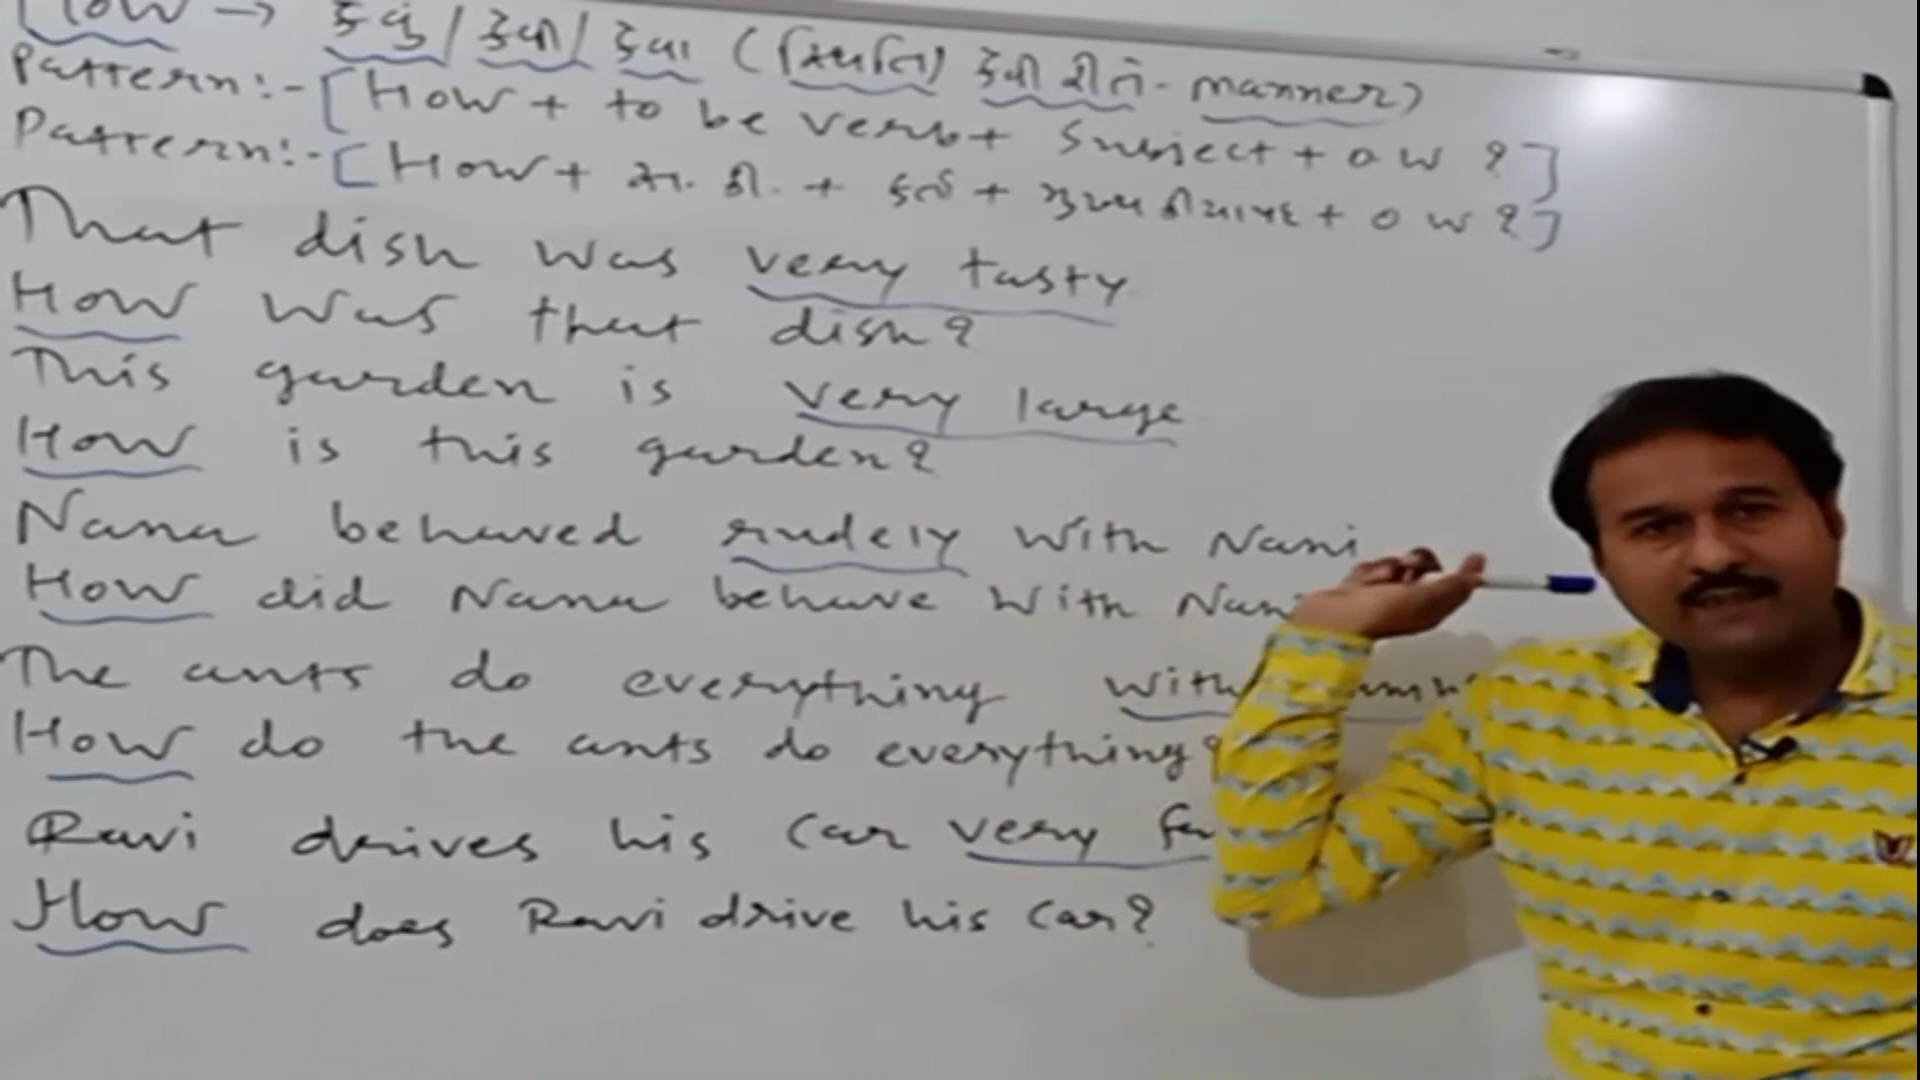 How → કેવું / કેવી / કેવા (સ્થિતિ) કેવી રીતે - manner)
Pattern:- [How + to be verb + Subject + ow ?]
Pattern:- [How + સા. ક્રિ. + કર્તા + મુખ્ય ક્રિયાપદ + ow ?]
That dish was very tasty
How was that dish?
This garden is very large
How is this garden?
Nana behaved rudely with Nani
How did Nana behave with
The ants do everything with
How do the ants do everything?
Ravi drives his car very
How does Ravi drive his car?